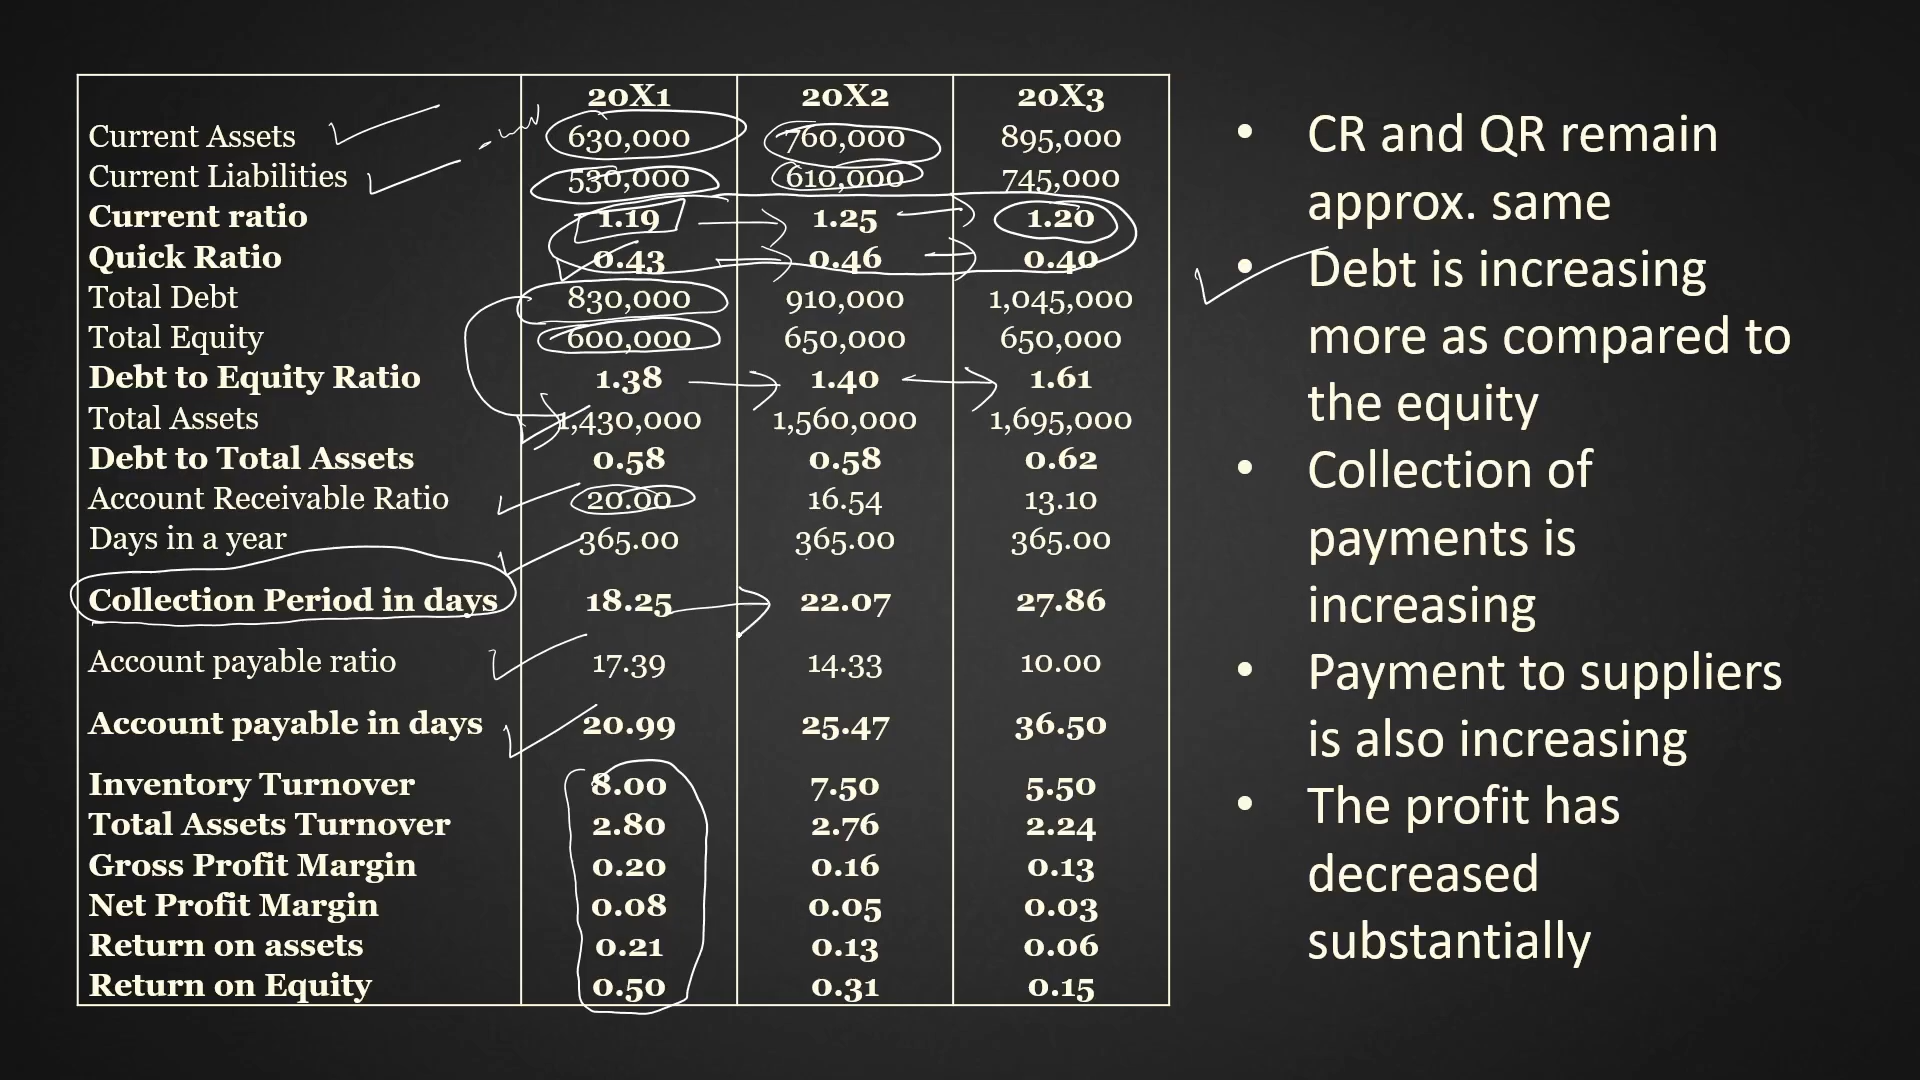 20X1 20X2 20X3
Current Assets 630,000 760,000 895,000
Current Liabilities 530,000 610,000 745,000
Current ratio 1.19 1.25 1.20
Quick Ratio 0.43 0.46 0.40
Total Debt 830,000 910,000 1,045,000
Total Equity 600,000 650,000 650,000
Debt to Equity Ratio 1.38 1.40 1.61
Total Assets 1,430,000 1,560,000 1,695,000
Debt to Total Assets 0.58 0.58 0.62
Account Receivable Ratio 20.00 16.54 13.10
Days in a year 365.00 365.00 365.00
Collection Period in days 18.25 22.07 27.86
Account payable ratio 17.39 14.33 10.00
Account payable in days 20.99 25.47 36.50
Inventory Turnover 8.00 7.50 5.50
Total Assets Turnover 2.80 2.76 2.24
Gross Profit Margin 0.20 0.16 0.13
Net Profit Margin 0.08 0.05 0.03
Return on assets 0.21 0.13 0.06
Return on Equity 0.50 0.31 0.15
• CR and QR remain
approx. same
• Debt is increasing
more as compared to
the equity
• Collection of
payments is
increasing
• Payment to suppliers
is also increasing
• The profit has
decreased
substantially